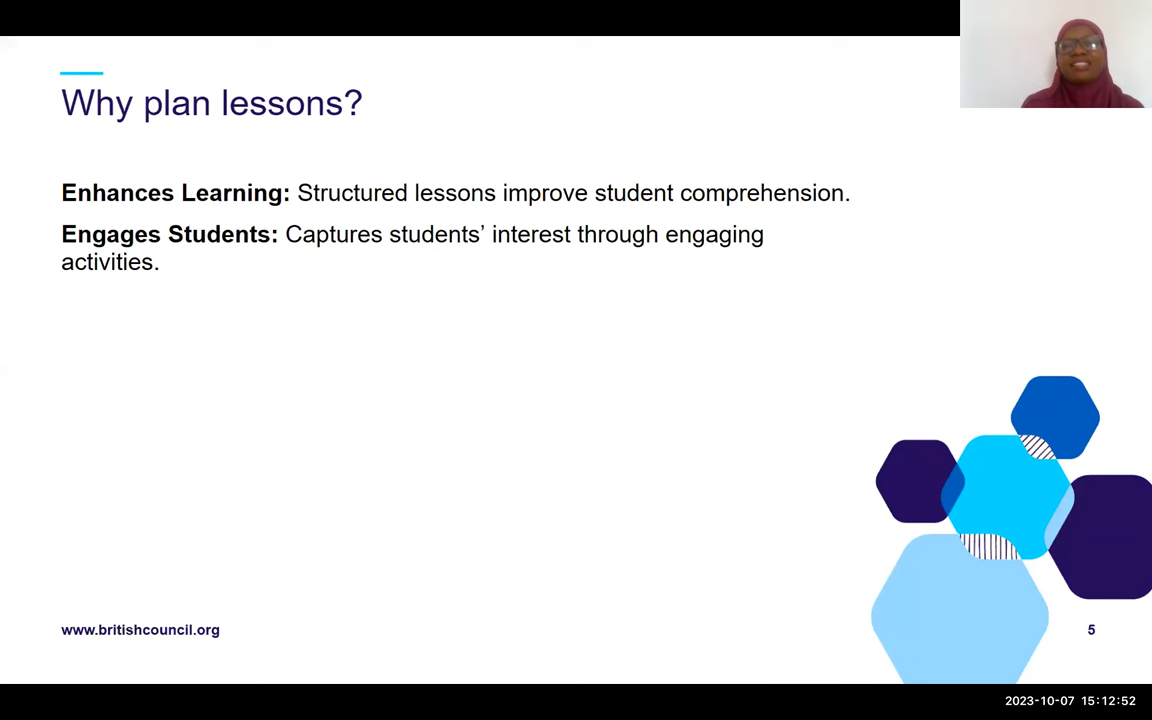 Why plan lessons?
Enhances Learning: Structured lessons improve student comprehension.
Engages Students: Captures students’ interest through engaging
activities.
www.britishcouncil.org
5
2023-10-07 15:12:52